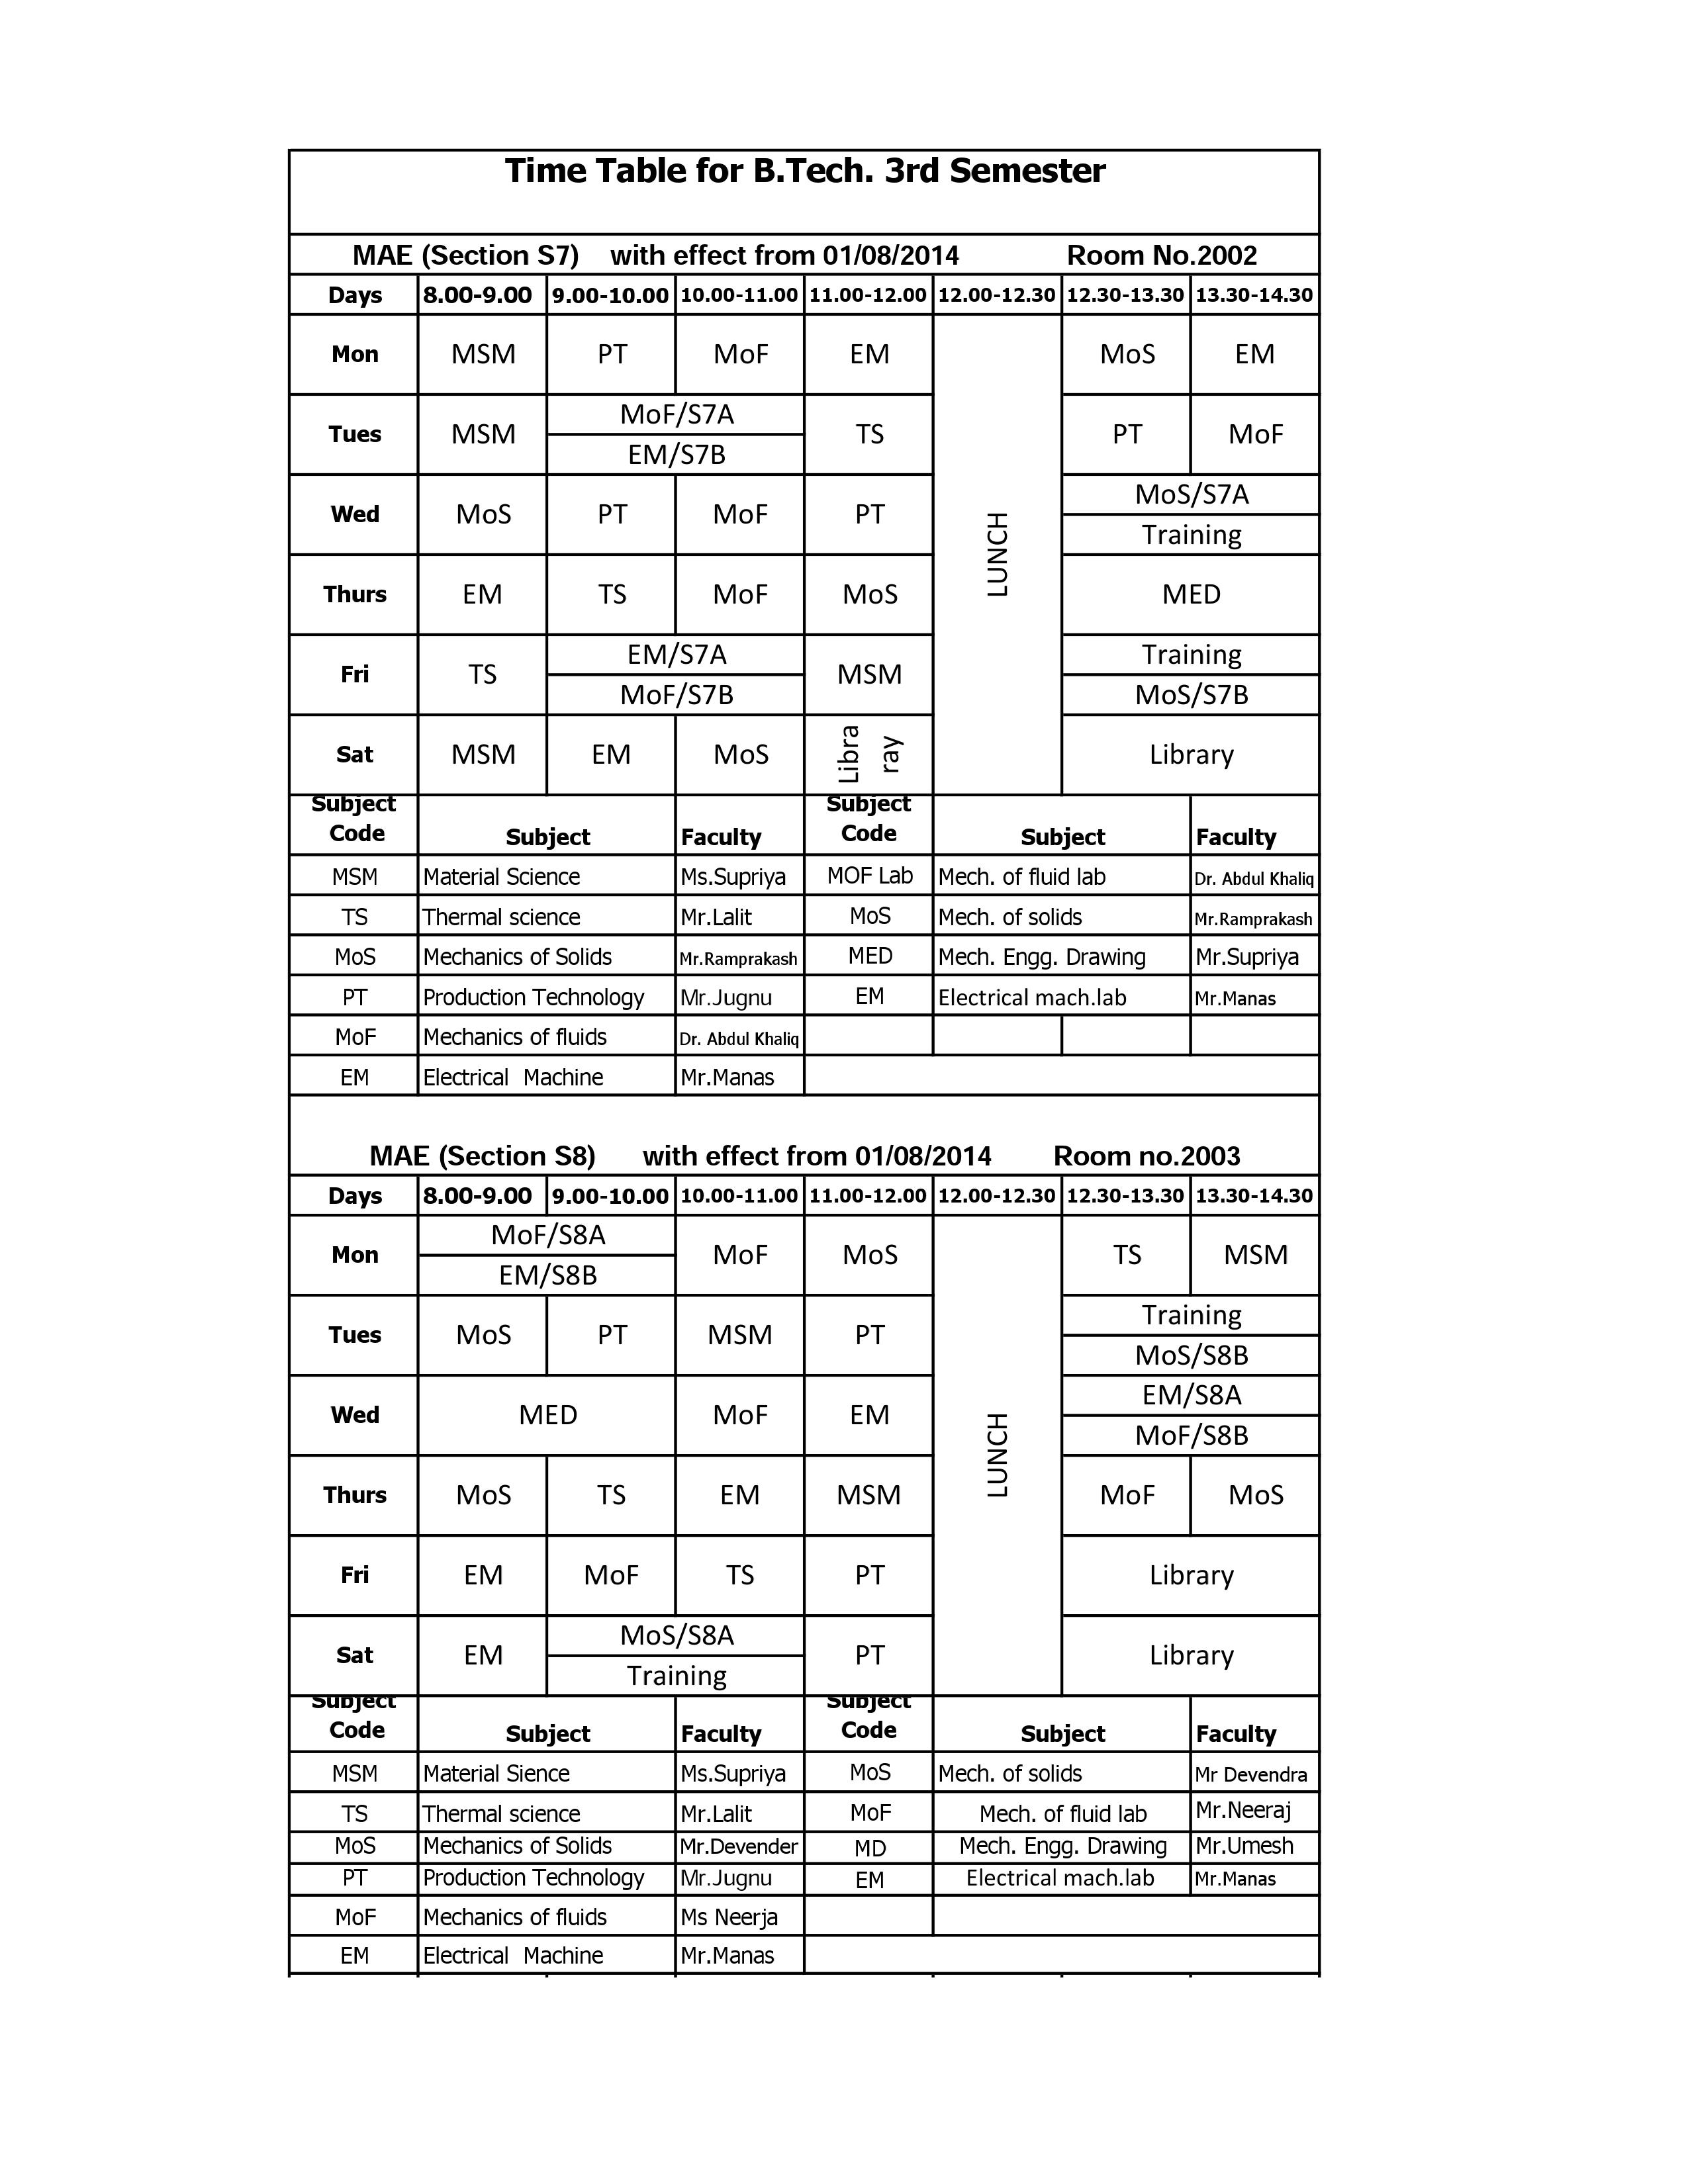 Time Table for B.Tech. 3rd Semester
MAE (Section S7) with effect from 01/08/2014 Room No.2002
Days 8.00-9.00 9.00-10.00 10.00-11.00 11.00-12.00 12.00-12.30 12.30-13.30 13.30-14.30
Mon MSM PT MoF EM MoS EM
Tues MSM MoF/S7A TS PT MoF
EM/S7B
Wed MoS PT MoF PT MoS/S7A
Training
LUNCH
Thurs EM TS MoF MoS MED
Fri TS EM/S7A MSM Training
MoF/S7B MoS/S7B
Sat MSM EM MoS Libra ray Library
Subject Code Subject Faculty Subject Code Subject Faculty
MSM Material Science Ms.Supriya MOF Lab Mech. of fluid lab Dr. Abdul Khaliq
TS Thermal science Mr.Lalit MoS Mech. of solids Mr.Ramprakash
MoS Mechanics of Solids Mr.Ramprakash MED Mech. Engg. Drawing Mr.Supriya
PT Production Technology Mr.Jugnu EM Electrical mach.lab Mr.Manas
MoF Mechanics of fluids Dr. Abdul Khaliq
EM Electrical Machine Mr.Manas
MAE (Section S8) with effect from 01/08/2014 Room no.2003
Days 8.00-9.00 9.00-10.00 10.00-11.00 11.00-12.00 12.00-12.30 12.30-13.30 13.30-14.30
Mon MoF/S8A MoF MoS TS MSM
EM/S8B
Tues MoS PT MSM PT Training
MoS/S8B
Wed MED MoF EM EM/S8A
MoF/S8B
LUNCH
Thurs MoS TS EM MSM MoF MoS
Fri EM MoF TS PT Library
Sat EM MoS/S8A PT Library
Training
Subject Code Subject Faculty Subject Code Subject Faculty
MSM Material Sience Ms.Supriya MoS Mech. of solids Mr Devendra
TS Thermal science Mr.Lalit MoF Mech. of fluid lab Mr.Neeraj
MoS Mechanics of Solids Mr.Devender MD Mech. Engg. Drawing Mr.Umesh
PT Production Technology Mr.Jugnu EM Electrical mach.lab Mr.Manas
MoF Mechanics of fluids Ms Neerja
EM Electrical Machine Mr.Manas